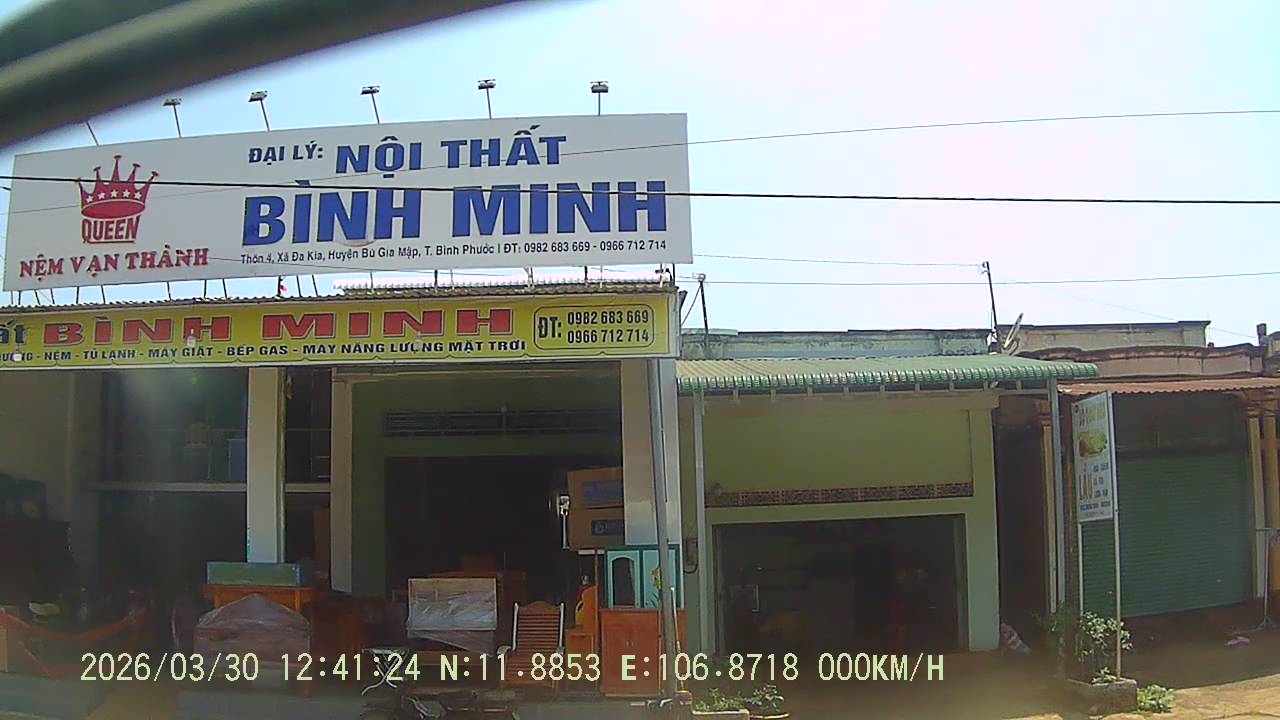 ĐẠI LÝ: NỘI THẤT
BÌNH MINH
QUEEN
NỆM VẠN THÀNH
Thôn 4, Xã Đa Kia, Huyện Bù Gia Mập, T. Bình Phước | ĐT: 0982 683 669 - 0966 712 714
BÌNH MINH
ĐT: 0982 683 669
0966 712 714
- NỆM - TỦ LẠNH - MÁY GIẶT - BẾP GAS - MÁY NĂNG LƯỢNG MẶT TRỜI
LẨU
2026/03/30 12:41:24 N:11.8853 E:106.8718 000KM/H